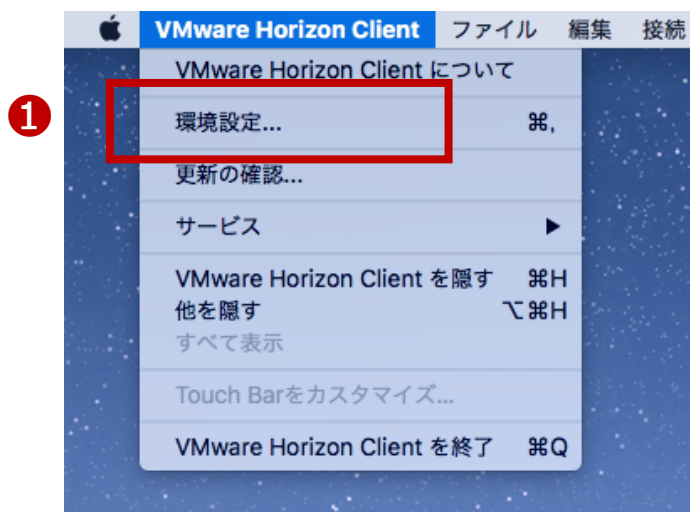 VMware Horizon Client ファイル 編集 接続
VMware Horizon Client について
1
環境設定... ⌘,
更新の確認...
サービス ▶
VMware Horizon Client を隠す ⌘H
他を隠す ⌥⌘H
すべて表示
Touch Barをカスタマイズ...
VMware Horizon Client を終了 ⌘Q